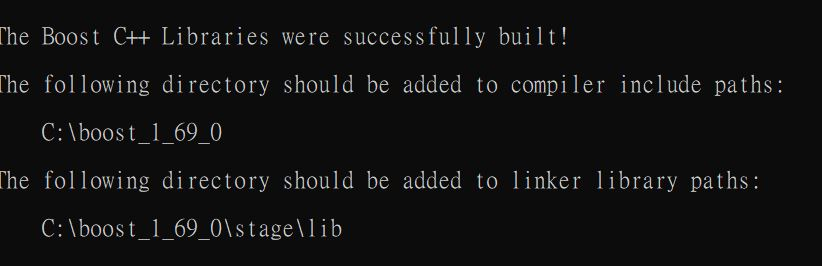 The Boost C++ Libraries were successfully built!
The following directory should be added to compiler include paths:
C:\boost_1_69_0
The following directory should be added to linker library paths:
C:\boost_1_69_0\stage\lib